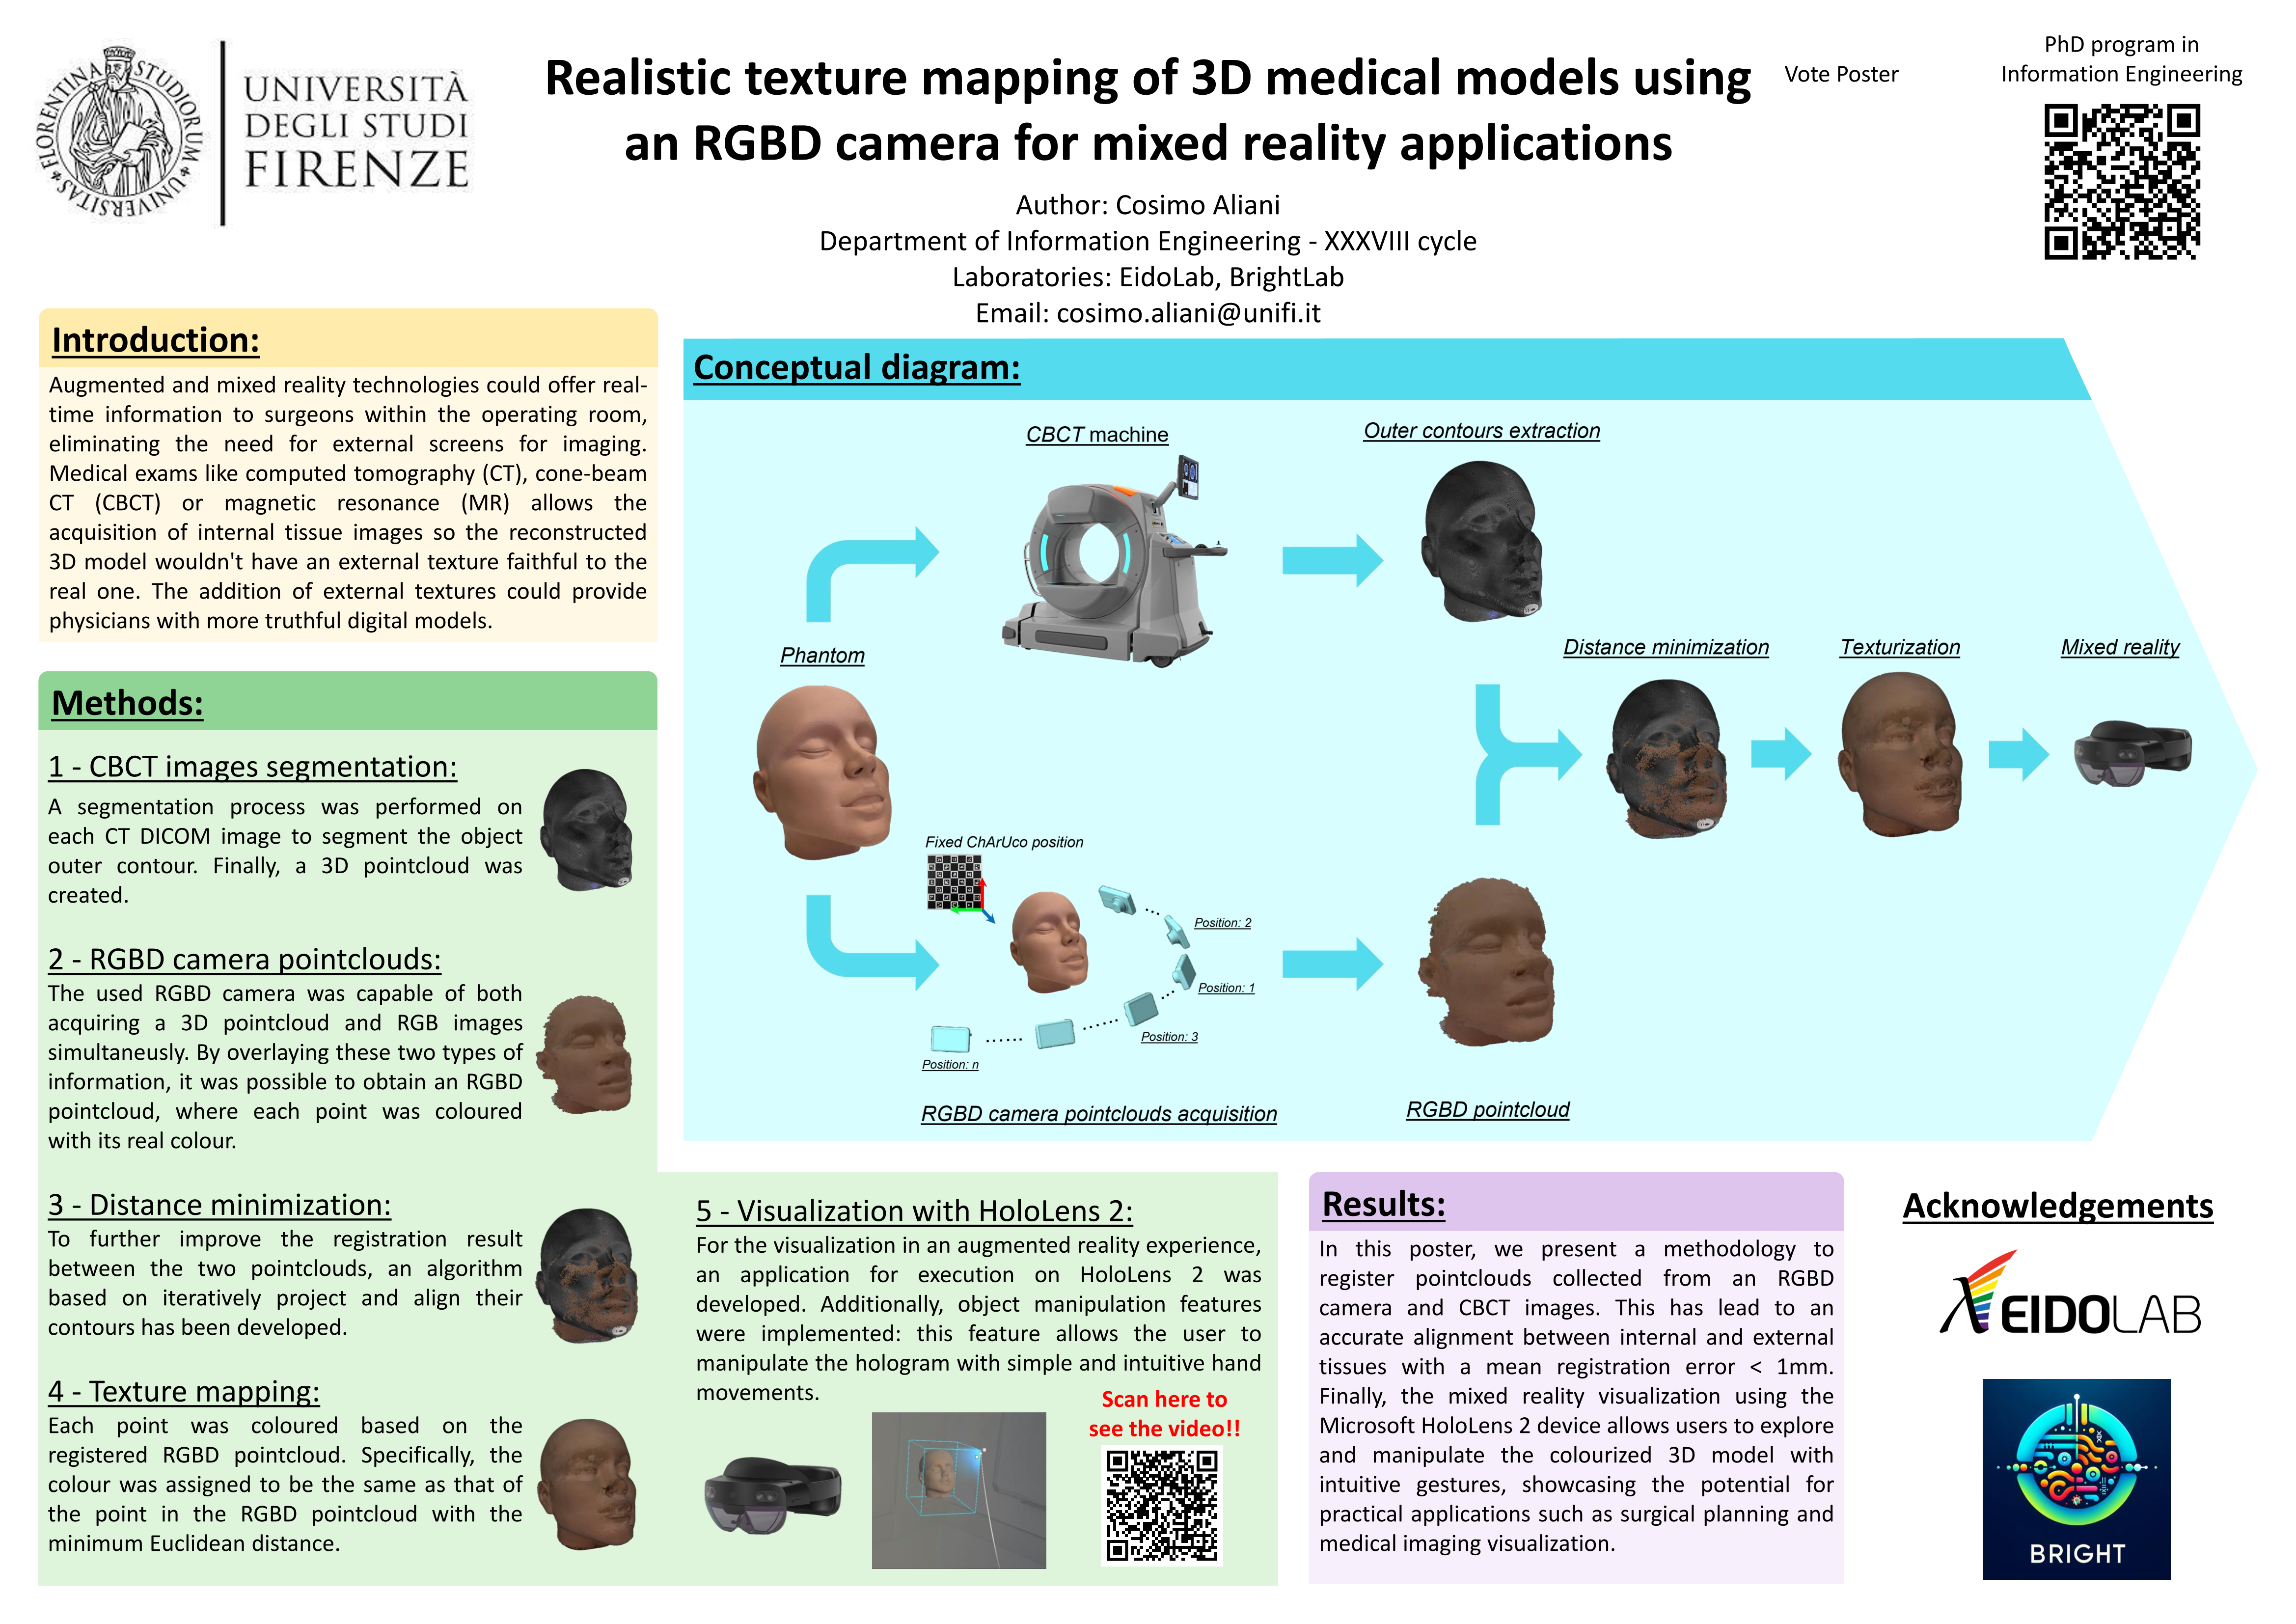 FLORENTINA STUDIORUM UNIVERSITAS
UNIVERSITÀ
DEGLI STUDI
FIRENZE
Realistic texture mapping of 3D medical models using
an RGBD camera for mixed reality applications
Author: Cosimo Aliani
Department of Information Engineering - XXXVIII cycle
Laboratories: EidoLab, BrightLab
Email: cosimo.aliani@unifi.it
Vote Poster
PhD program in
Information Engineering
Introduction:
Augmented and mixed reality technologies could offer real-
time information to surgeons within the operating room,
eliminating the need for external screens for imaging.
Medical exams like computed tomography (CT), cone-beam
CT (CBCT) or magnetic resonance (MR) allows the
acquisition of internal tissue images so the reconstructed
3D model wouldn't have an external texture faithful to the
real one. The addition of external textures could provide
physicians with more truthful digital models.
Methods:
1 - CBCT images segmentation:
A segmentation process was performed on
each CT DICOM image to segment the object
outer contour. Finally, a 3D pointcloud was
created.
2 - RGBD camera pointclouds:
The used RGBD camera was capable of both
acquiring a 3D pointcloud and RGB images
simultaneusly. By overlaying these two types of
information, it was possible to obtain an RGBD
pointcloud, where each point was coloured
with its real colour.
3 - Distance minimization:
To further improve the registration result
between the two pointclouds, an algorithm
based on iteratively project and align their
contours has been developed.
4 - Texture mapping:
Each point was coloured based on the
registered RGBD pointcloud. Specifically, the
colour was assigned to be the same as that of
the point in the RGBD pointcloud with the
minimum Euclidean distance.
Conceptual diagram:
CBCT machine
Outer contours extraction
Phantom
Distance minimization
Texturization
Mixed reality
Fixed ChArUco position
Position: 2
Position: 1
Position: 3
Position: n
RGBD camera pointclouds acquisition
RGBD pointcloud
5 - Visualization with HoloLens 2:
For the visualization in an augmented reality experience,
an application for execution on HoloLens 2 was
developed. Additionally, object manipulation features
were implemented: this feature allows the user to
manipulate the hologram with simple and intuitive hand
movements.
Scan here to
see the video!!
Results:
In this poster, we present a methodology to
register pointclouds collected from an RGBD
camera and CBCT images. This has lead to an
accurate alignment between internal and external
tissues with a mean registration error < 1mm.
Finally, the mixed reality visualization using the
Microsoft HoloLens 2 device allows users to explore
and manipulate the colourized 3D model with
intuitive gestures, showcasing the potential for
practical applications such as surgical planning and
medical imaging visualization.
Acknowledgements
EIDOLAB
BRIGHT